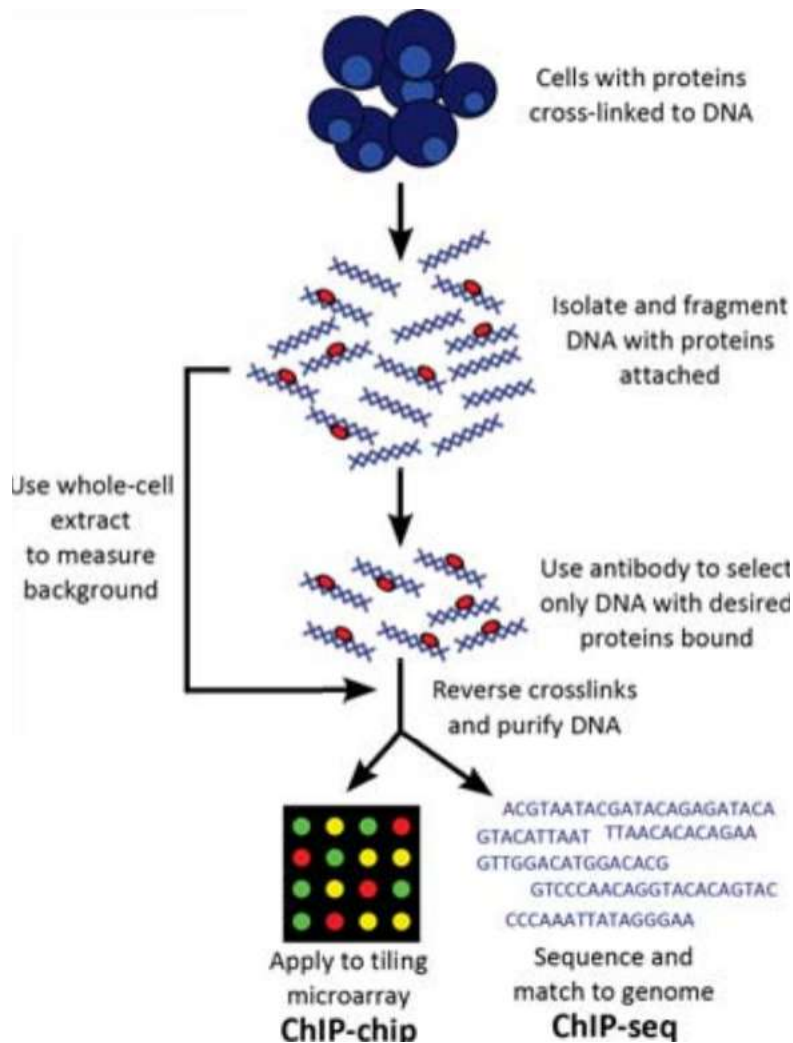 Cells with proteins
cross-linked to DNA
Isolate and fragment
DNA with proteins
attached
Use whole-cell
extract
to measure
background
Use antibody to select
only DNA with desired
proteins bound
Reverse crosslinks
and purify DNA
ACGTAATACGATACAGAGATACA
GTACATTAAT TTAACACACAGAA
GTTGGACATGGACACG
GTCCCAACAGGTACACAGTAC
CCCAAATTATAGGGAA
Apply to tiling
microarray
ChIP-chip
Sequence and
match to genome
ChIP-seq